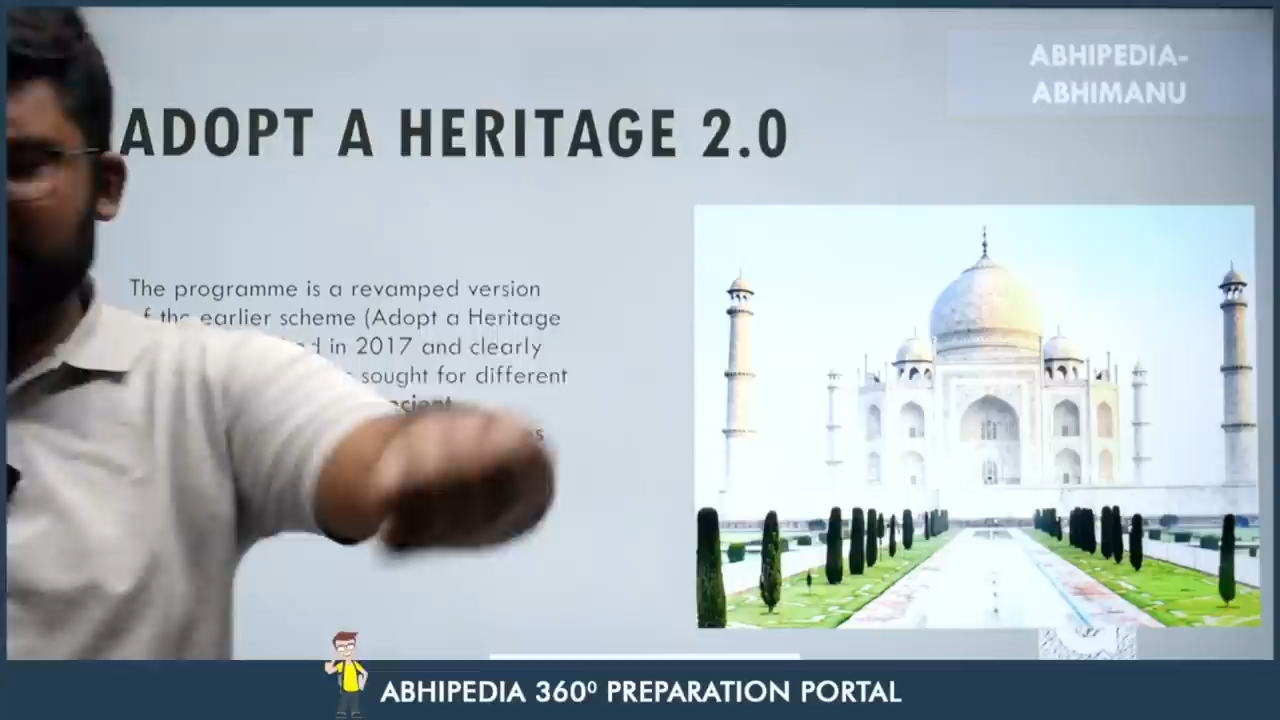 ABHIPEDIA-
ABHIMANU
ADOPT A HERITAGE 2.0
The programme is a revamped version
the earlier scheme (Adopt a Heritage
in 2017 and clearly
sought for different
ABHIPEDIA 360⁰ PREPARATION PORTAL